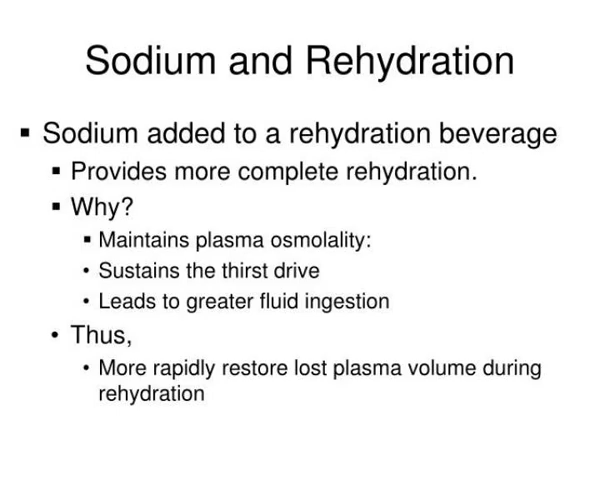 Sodium and Rehydration
▪ Sodium added to a rehydration beverage
▪ Provides more complete rehydration.
▪ Why?
▪ Maintains plasma osmolality:
• Sustains the thirst drive
• Leads to greater fluid ingestion
• Thus,
• More rapidly restore lost plasma volume during
rehydration